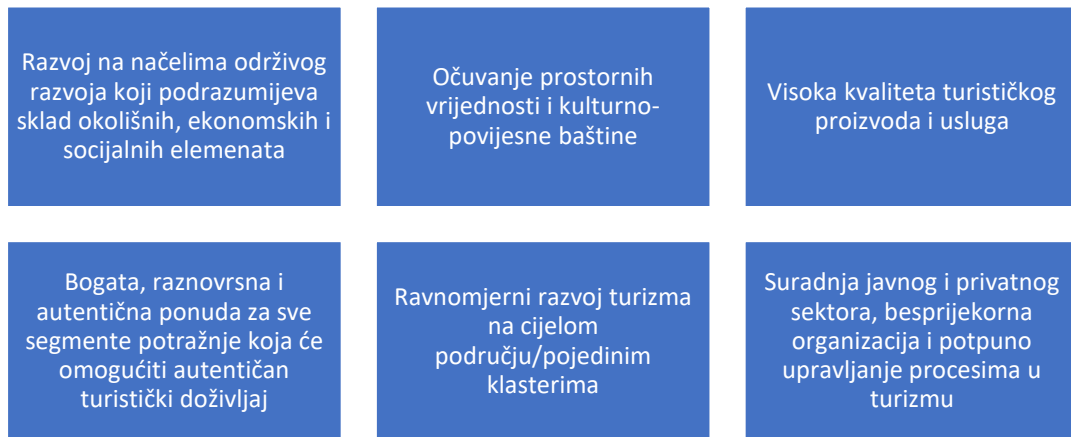 Razvoj na načelima održivog
razvoja koji podrazumijeva
sklad okolišnih, ekonomskih i
socijalnih elemenata
Očuvanje prostornih
vrijednosti i kulturno-
povijesne baštine
Visoka kvaliteta turističkog
proizvoda i usluga
Bogata, raznovrsna i
autentična ponuda za sve
segmente potražnje koja će
omogućiti autentičan
turistički doživljaj
Ravnomjerni razvoj turizma
na cijelom
području/pojedinim
klasterima
Suradnja javnog i privatnog
sektora, besprijekorna
organizacija i potpuno
upravljanje procesima u
turizmu